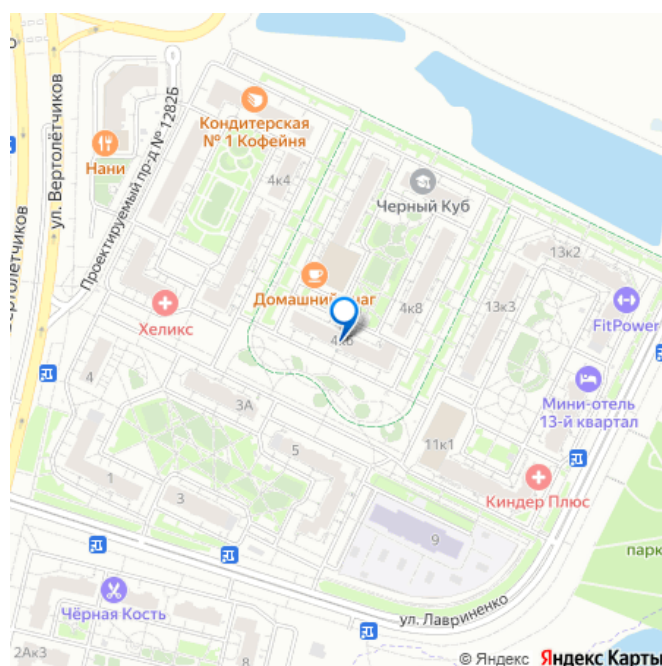 Кондитерская
№ 1 Кофейня
Нани
ул. Вертолётчиков
Проектируемый пр-д № 1282Б
4к4
Черный Куб
13к2
Домашний
4к8
13к3
FitPower
Хеликс
4к6
4
3А
Мини-отель
13-й квартал
11к1
5
1
3
Киндер Плюс
9
парк
ул. Лавриненко
Чёрная Кость
2Ак3
8
© Яндекс Яндекс Карты